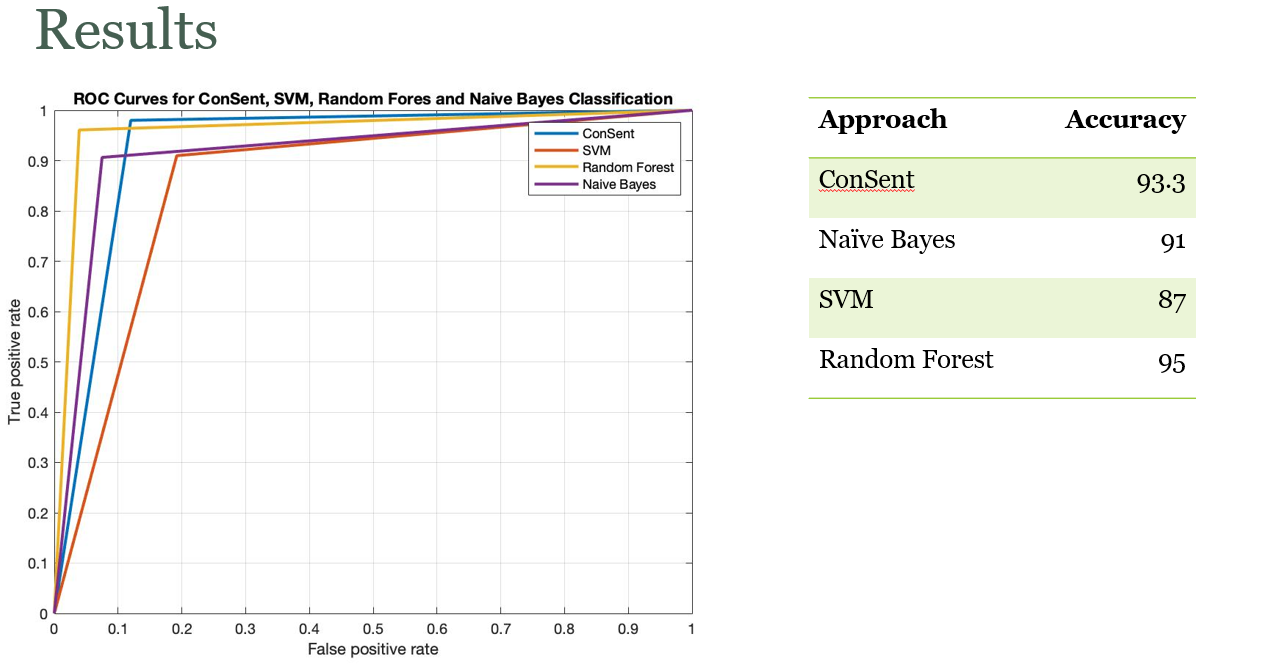 Results
ROC Curves for ConSent, SVM, Random Fores and Naive Bayes Classification
1
0.9
0.8
0.7
0.6
0.5
0.4
0.3
0.2
0.1
0
True positive rate
ConSent
SVM
Random Forest
Naive Bayes
0 0.1 0.2 0.3 0.4 0.5 0.6 0.7 0.8 0.9 1
False positive rate
Approach Accuracy
ConSent 93.3
Naïve Bayes 91
SVM 87
Random Forest 95